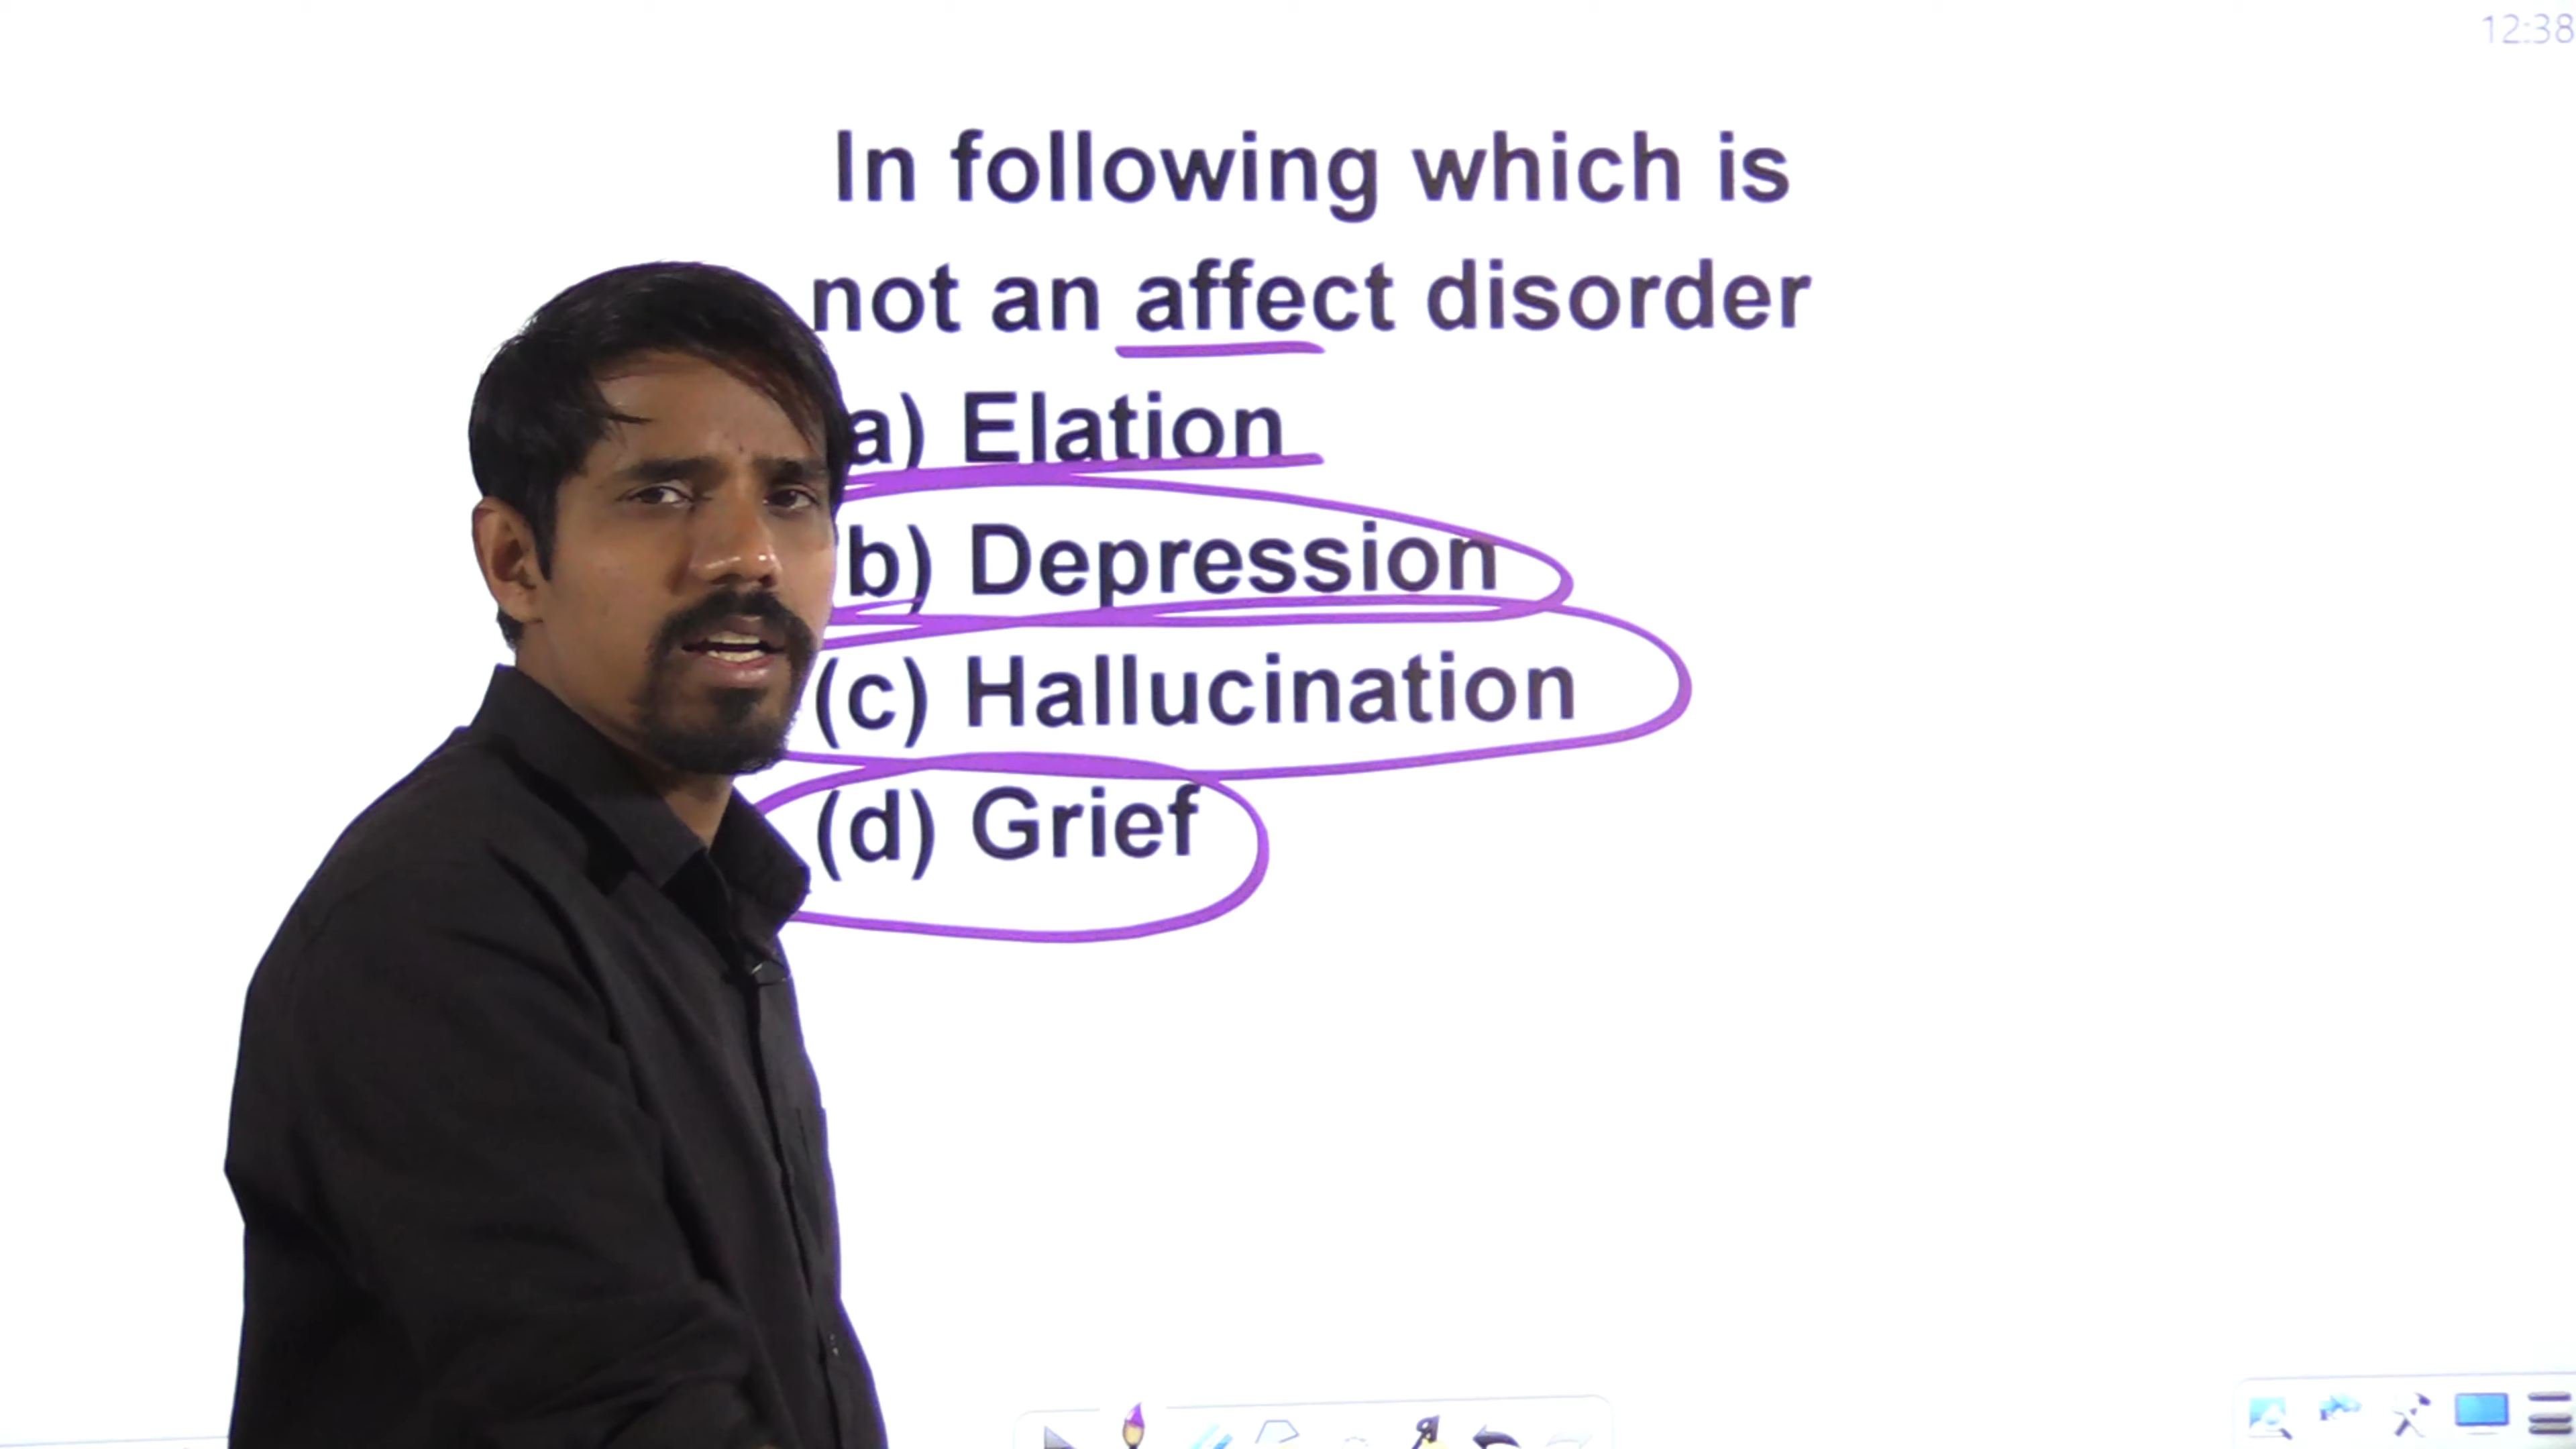 12:38
In following which is
not an affect disorder
a) Elation
b) Depression
(c) Hallucination
(d) Grief